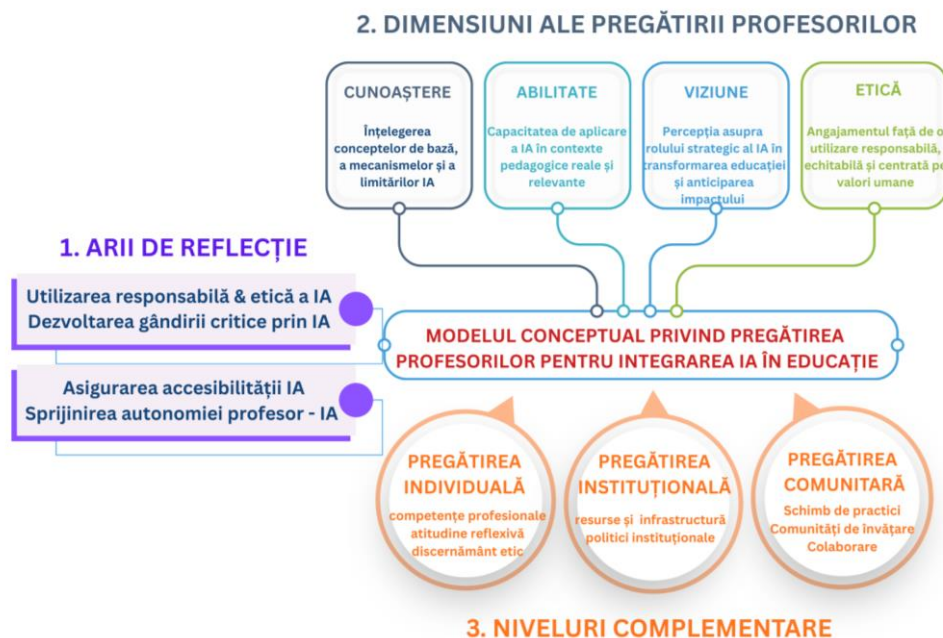 2. DIMENSIUNI ALE PREGĂTIRII PROFESORILOR
CUNOAȘTERE
Înțelegerea
conceptelor de bază,
a mecanismelor și a
limitărilor IA
ABILITATE
Capacitatea de aplicare
a IA în contexte
pedagogice reale și
relevante
VIZIUNE
Percepția asupra
rolului strategic al IA în
transformarea educației
și anticiparea
impactului
ETICĂ
Angajamentul față de o
utilizare responsabilă,
echitabilă și centrată pe
valori umane
1. ARII DE REFLECȚIE
Utilizarea responsabilă & etică a IA
Dezvoltarea gândirii critice prin IA
Asigurarea accesibilității IA
Sprijinirea autonomiei profesor - IA
MODELUL CONCEPTUAL PRIVIND PREGĂTIREA
PROFESORILOR PENTRU INTEGRAREA IA ÎN EDUCAȚIE
PREGĂTIREA
INDIVIDUALĂ
competențe profesionale
atitudine reflexivă
discernământ etic
PREGĂTIREA
INSTITUȚIONALĂ
resurse și infrastructură
politici instituționale
PREGĂTIREA
COMUNITARĂ
Schimb de practici
Comunități de învățare
Colaborare
3. NIVELURI COMPLEMENTARE